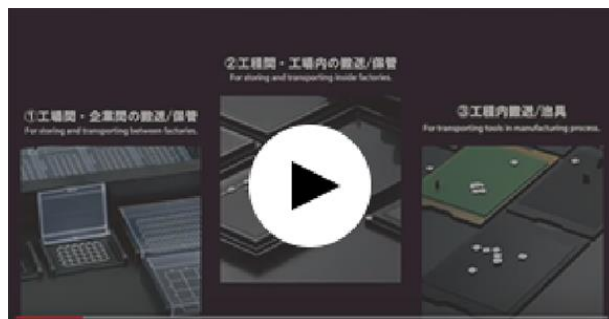 ①工場間・企業間の搬送/保管
For storing and transporting between factories.
②工程間・工場内の搬送/保管
For storing and transporting inside factories.
③工程内搬送/治具
For transporting tools in manufacturing process.